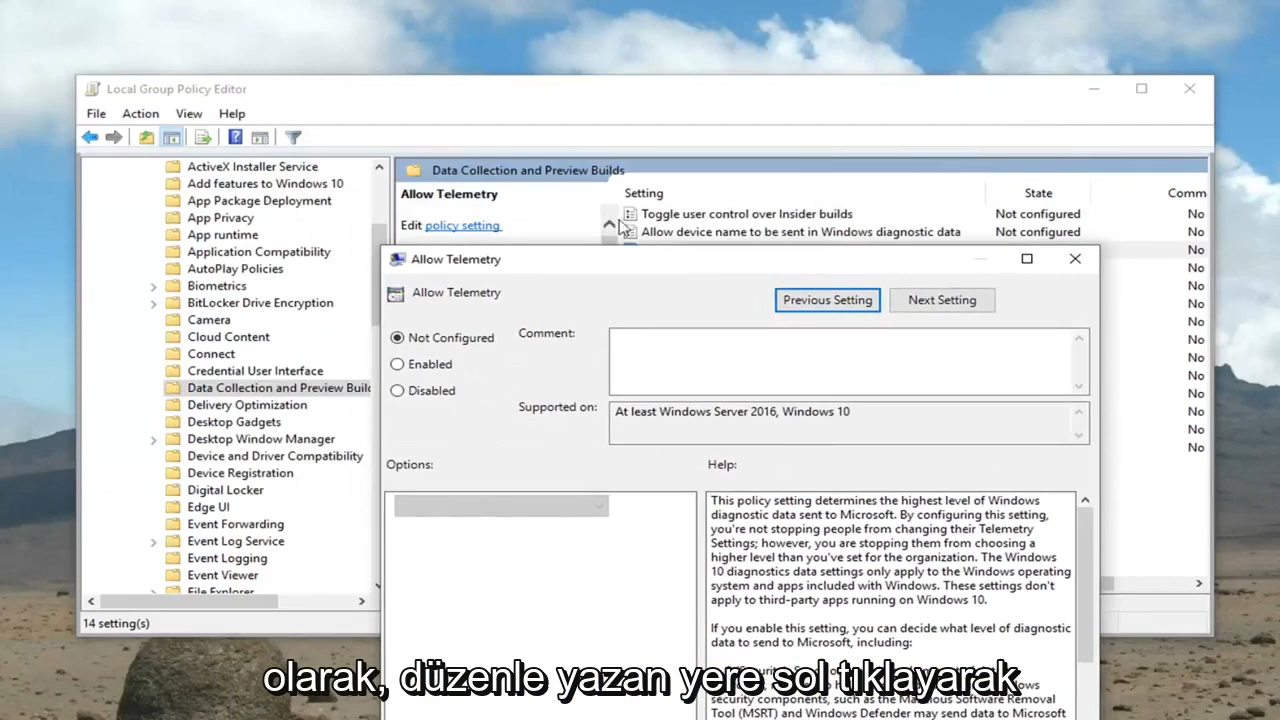 Local Group Policy Editor
File Action View Help
ActiveX Installer Service
Add features to Windows 10
App Package Deployment
App Privacy
App runtime
Application Compatibility
AutoPlay Policies
Biometrics
BitLocker Drive Encryption
Camera
Cloud Content
Connect
Credential User Interface
Data Collection and Preview Builc
Delivery Optimization
Desktop Gadgets
Desktop Window Manager
Device and Driver Compatibility
Device Registration
Digital Locker
Edge UI
Event Forwarding
Event Log Service
Event Logging
Event Viewer
File Explorer
14 setting(s)
Data Collection and Preview Builds
Allow Telemetry
Edit policy setting
Setting State Comm
Toggle user control over Insider builds Not configured No
Allow device name to be sent in Windows diagnostic data Not configured No
No
No
No
No
No
No
No
No
No
No
No
No
Allow Telemetry
Allow Telemetry
Previous Setting Next Setting
Not Configured
Enabled
Disabled
Comment:
Supported on:
At least Windows Server 2016, Windows 10
Options:
Help:
This policy setting determines the highest level of Windows
diagnostic data sent to Microsoft. By configuring this setting,
you're not stopping people from changing their Telemetry
Settings; however, you are stopping them from choosing a
higher level than you've set for the organization. The Windows
10 diagnostics data settings only apply to the Windows operating
system and apps included with Windows. These settings don't
apply to third-party apps running on Windows 10.
If you enable this setting, you can decide what level of diagnostic
data to send to Microsoft, including:
security components, such as the Malicious Software Removal
Tool (MSRT) and Windows Defender may send data to Microsoft
olarak, düzenle yazan yere sol tıklayarak